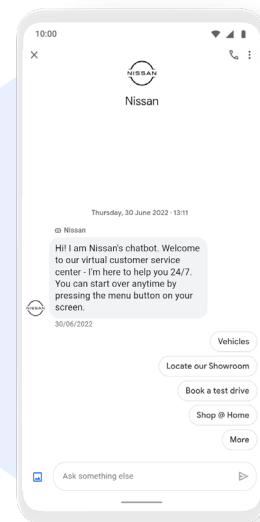 10:00
NISSAN
Nissan
Thursday, 30 June 2022 · 13:11
Nissan
Hi! I am Nissan's chatbot. Welcome
to our virtual customer service
center - I'm here to help you 24/7.
You can start over anytime by
pressing the menu button on your
screen.
NISSAN
30/06/2022
Vehicles
Locate our Showroom
Book a test drive
Shop @ Home
More
Ask something else